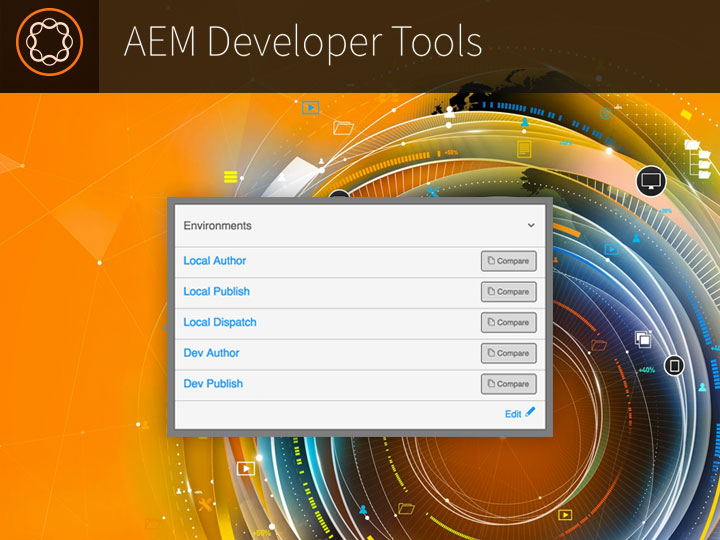 AEM Developer Tools
Environments
Local Author
Compare
Local Publish
Compare
Local Dispatch
Compare
Dev Author
Compare
Dev Publish
Compare
Edit
+40%